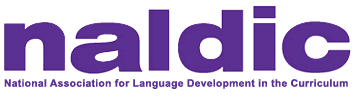 naldic
National Association for Language Development in the Curriculum